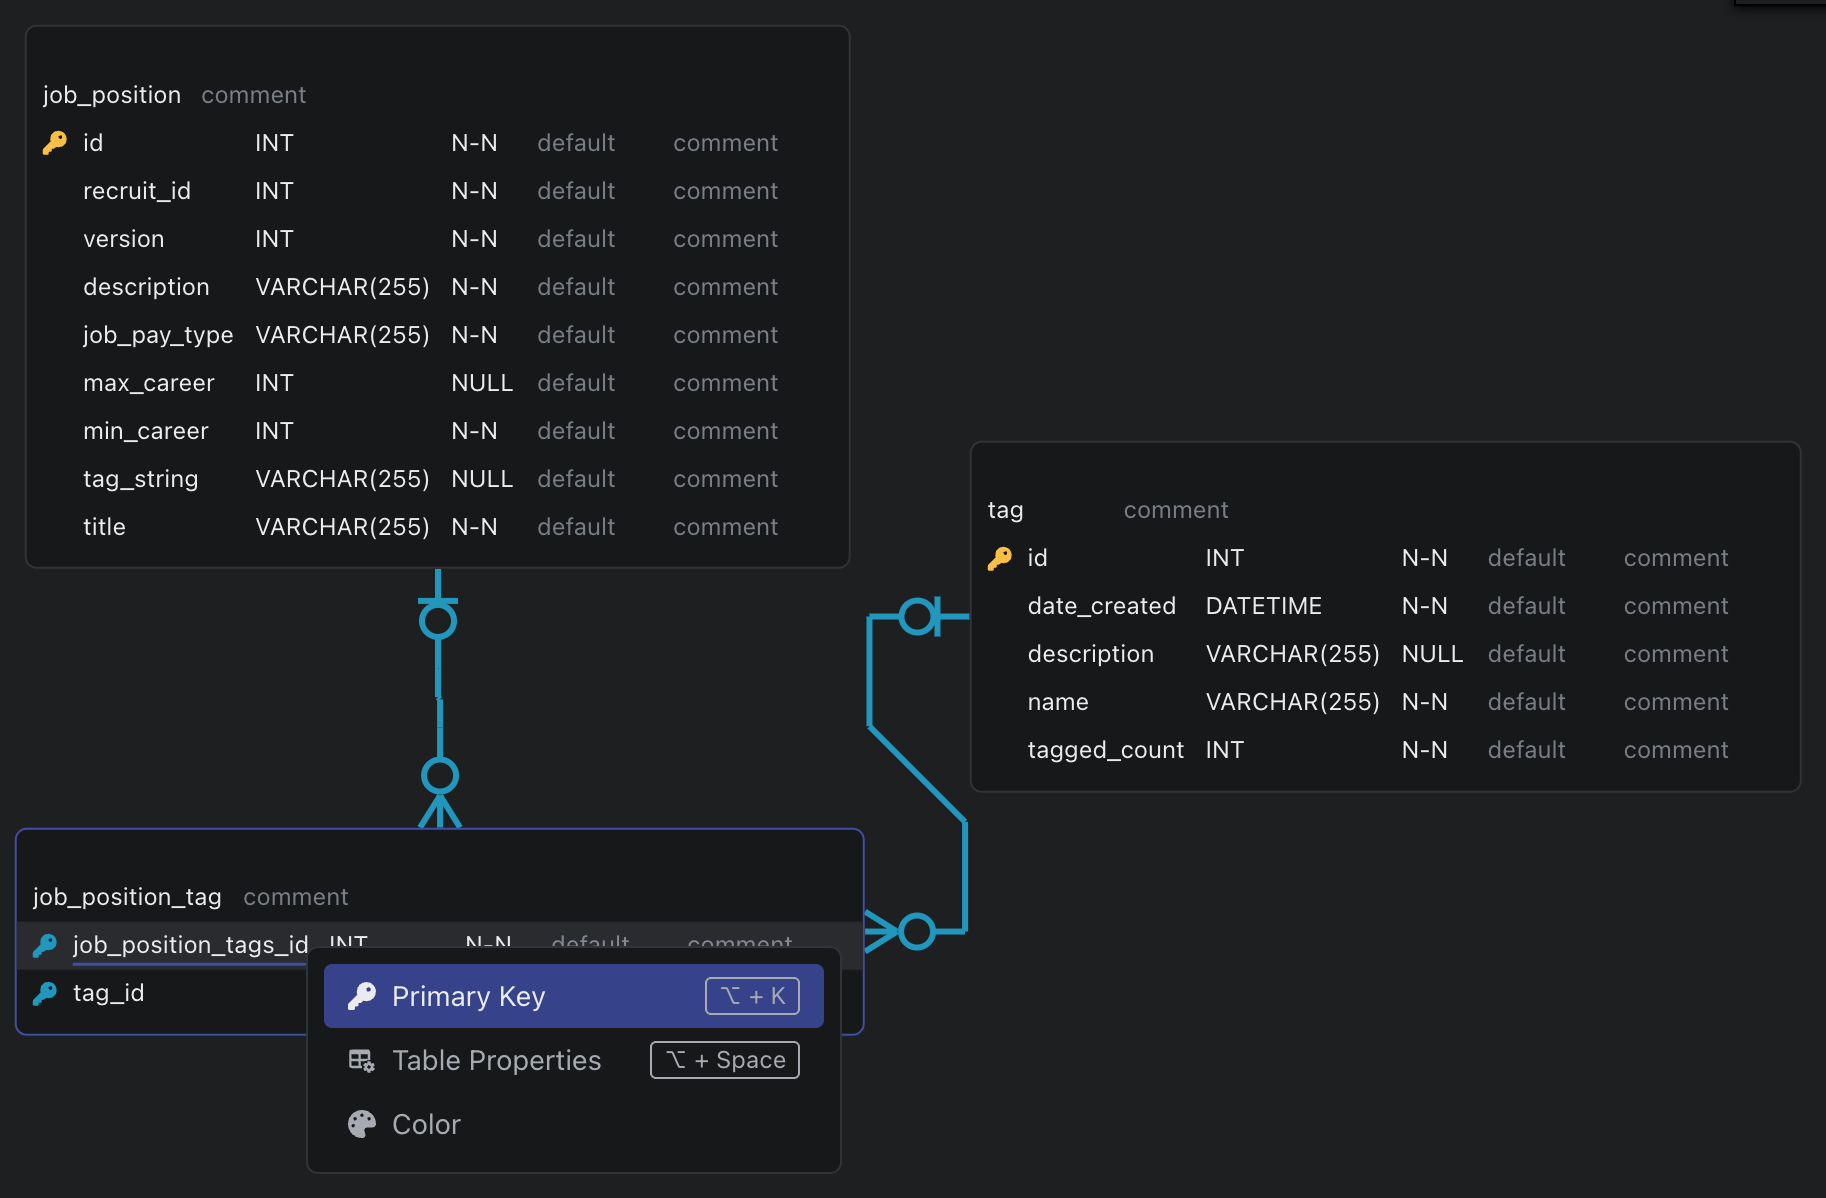 job_position comment
id INT N-N default comment
recruit_id INT N-N default comment
version INT N-N default comment
description VARCHAR(255) N-N default comment
job_pay_type VARCHAR(255) N-N default comment
max_career INT NULL default comment
min_career INT N-N default comment
tag_string VARCHAR(255) NULL default comment
title VARCHAR(255) N-N default comment
tag comment
id INT N-N default comment
date_created DATETIME N-N default comment
description VARCHAR(255) NULL default comment
name VARCHAR(255) N-N default comment
tagged_count INT N-N default comment
job_position_tag comment
job_position_tags_id INT N-N default comment
tag_id
Primary Key ⌥ + K
Table Properties ⌥ + Space
Color